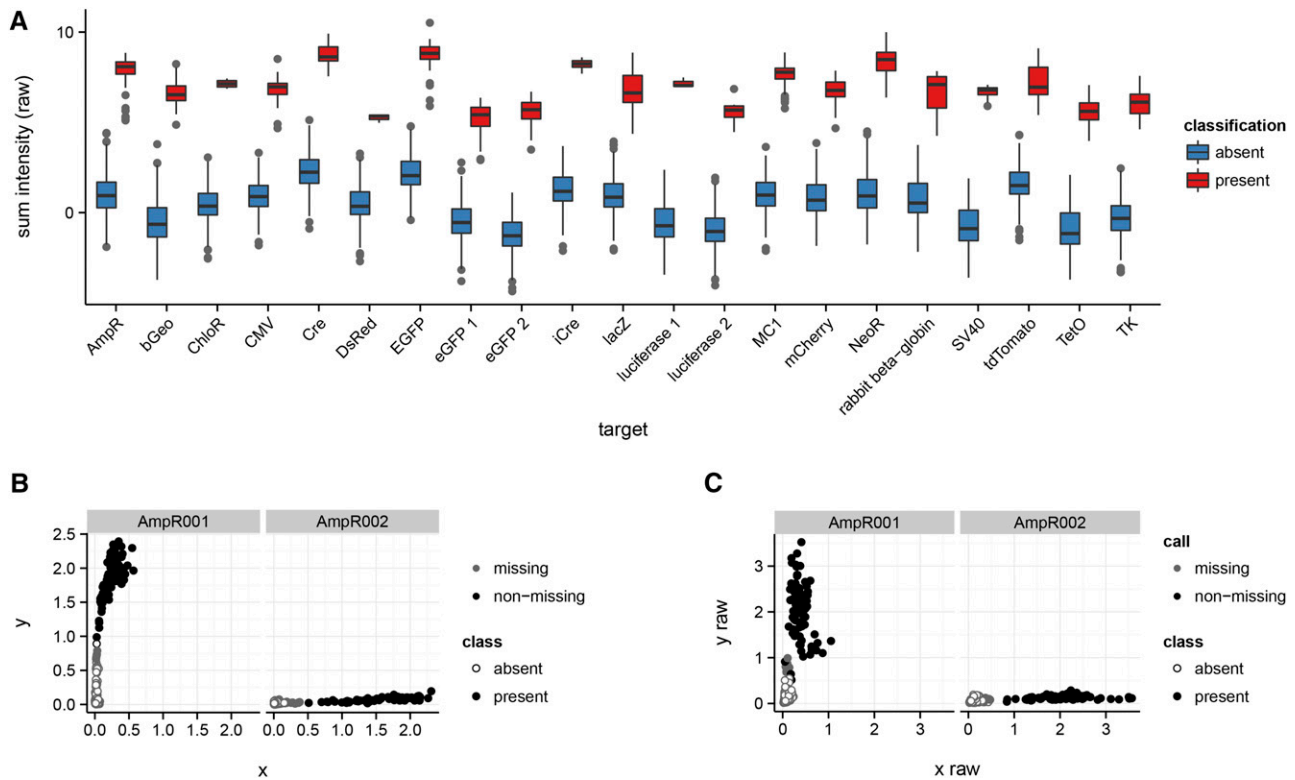 A
sum intensity (raw)
10
0
AmpR
bGeo
ChloR
CMV
Cre
DsRed
EGFP
eGFP 1
eGFP 2
iCre
lacZ
luciferase 1
luciferase 2
MC1
mCherry
NeoR
rabbit beta-globin
SV40
tdTomato
TetO
TK
target
classification
absent
present
B
AmpR001
AmpR002
y
2.5
2.0
1.5
1.0
0.5
0.0
0.0 0.5 1.0 1.5 2.0
0.0 0.5 1.0 1.5 2.0
x
missing
non-missing
class
absent
present
C
AmpR001
AmpR002
y raw
3
2
1
0
0 1 2 3
0 1 2 3
x raw
call
missing
non-missing
class
absent
present